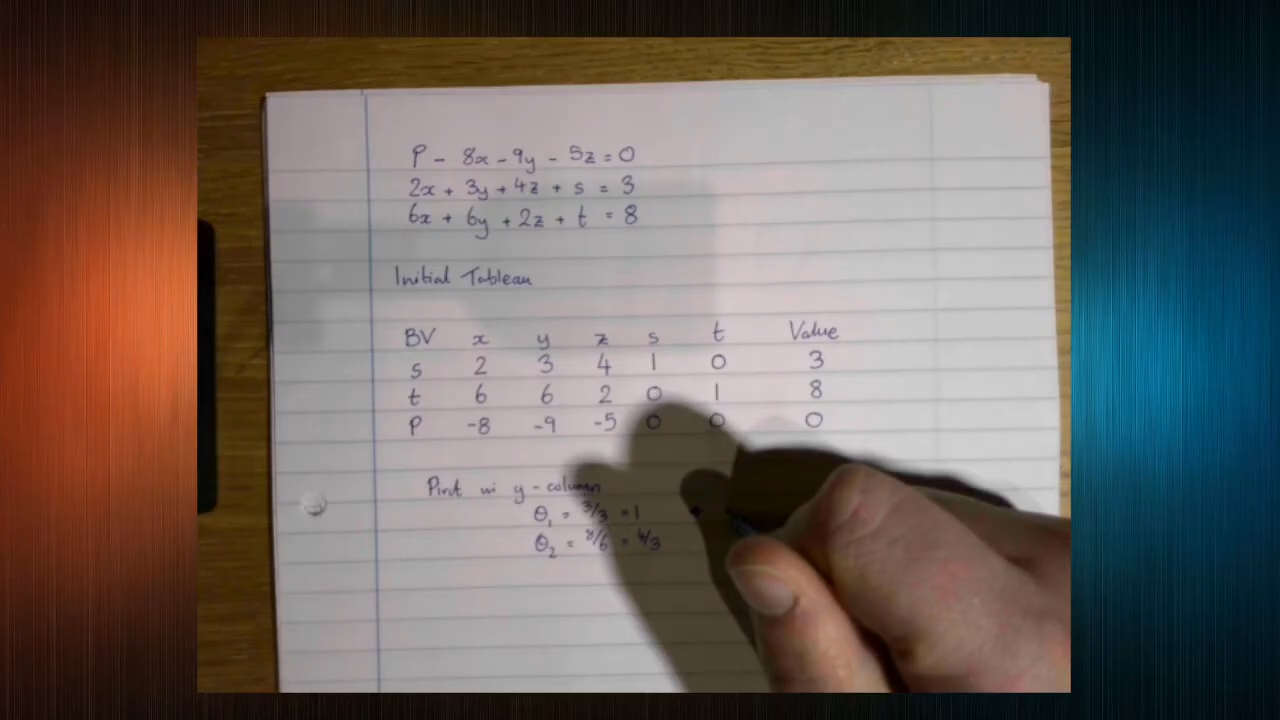 P - 8x - 9y - 5z = 0
2x + 3y + 4z + s = 3
6x + 6y + 2z + t = 8
Initial Tableau
BV x y z s t Value
s 2 3 4 1 0 3
t 6 6 2 0 1 8
P -8 -9 -5 0 0 0
Pivot in y-column
θ₁ = 3/3 = 1
θ₂ = 8/6 = 4/3